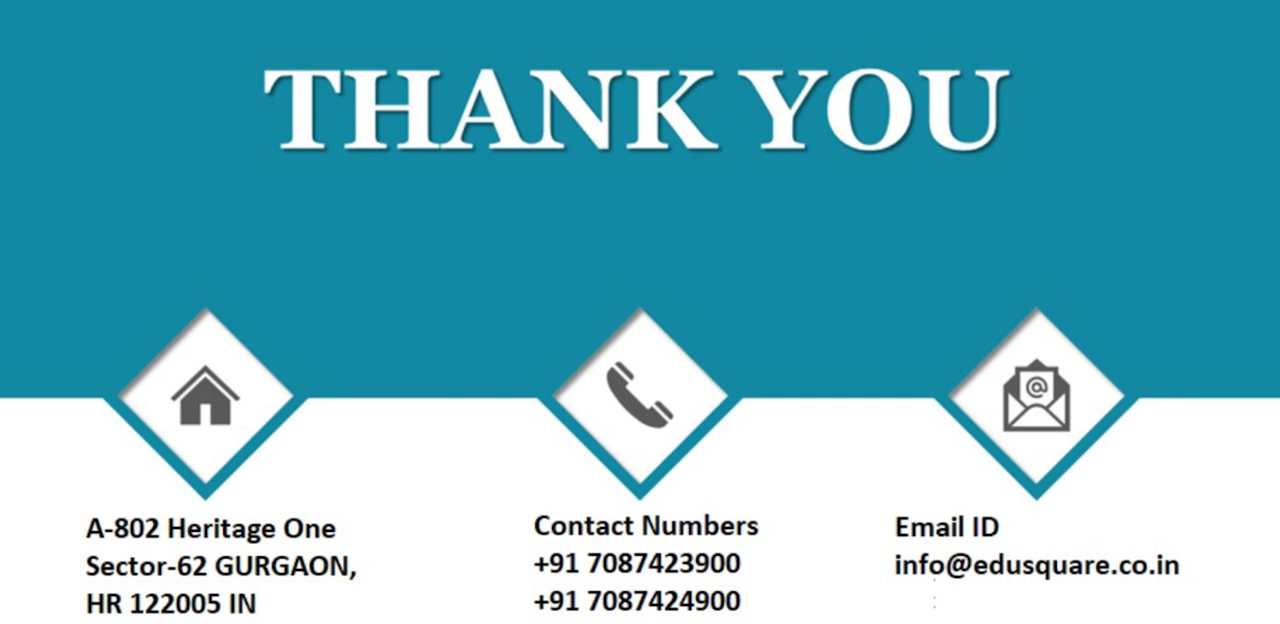 THANK YOU
A-802 Heritage One
Sector-62 GURGAON,
HR 122005 IN
Contact Numbers
+91 7087423900
+91 7087424900
Email ID
info@edusquare.co.in